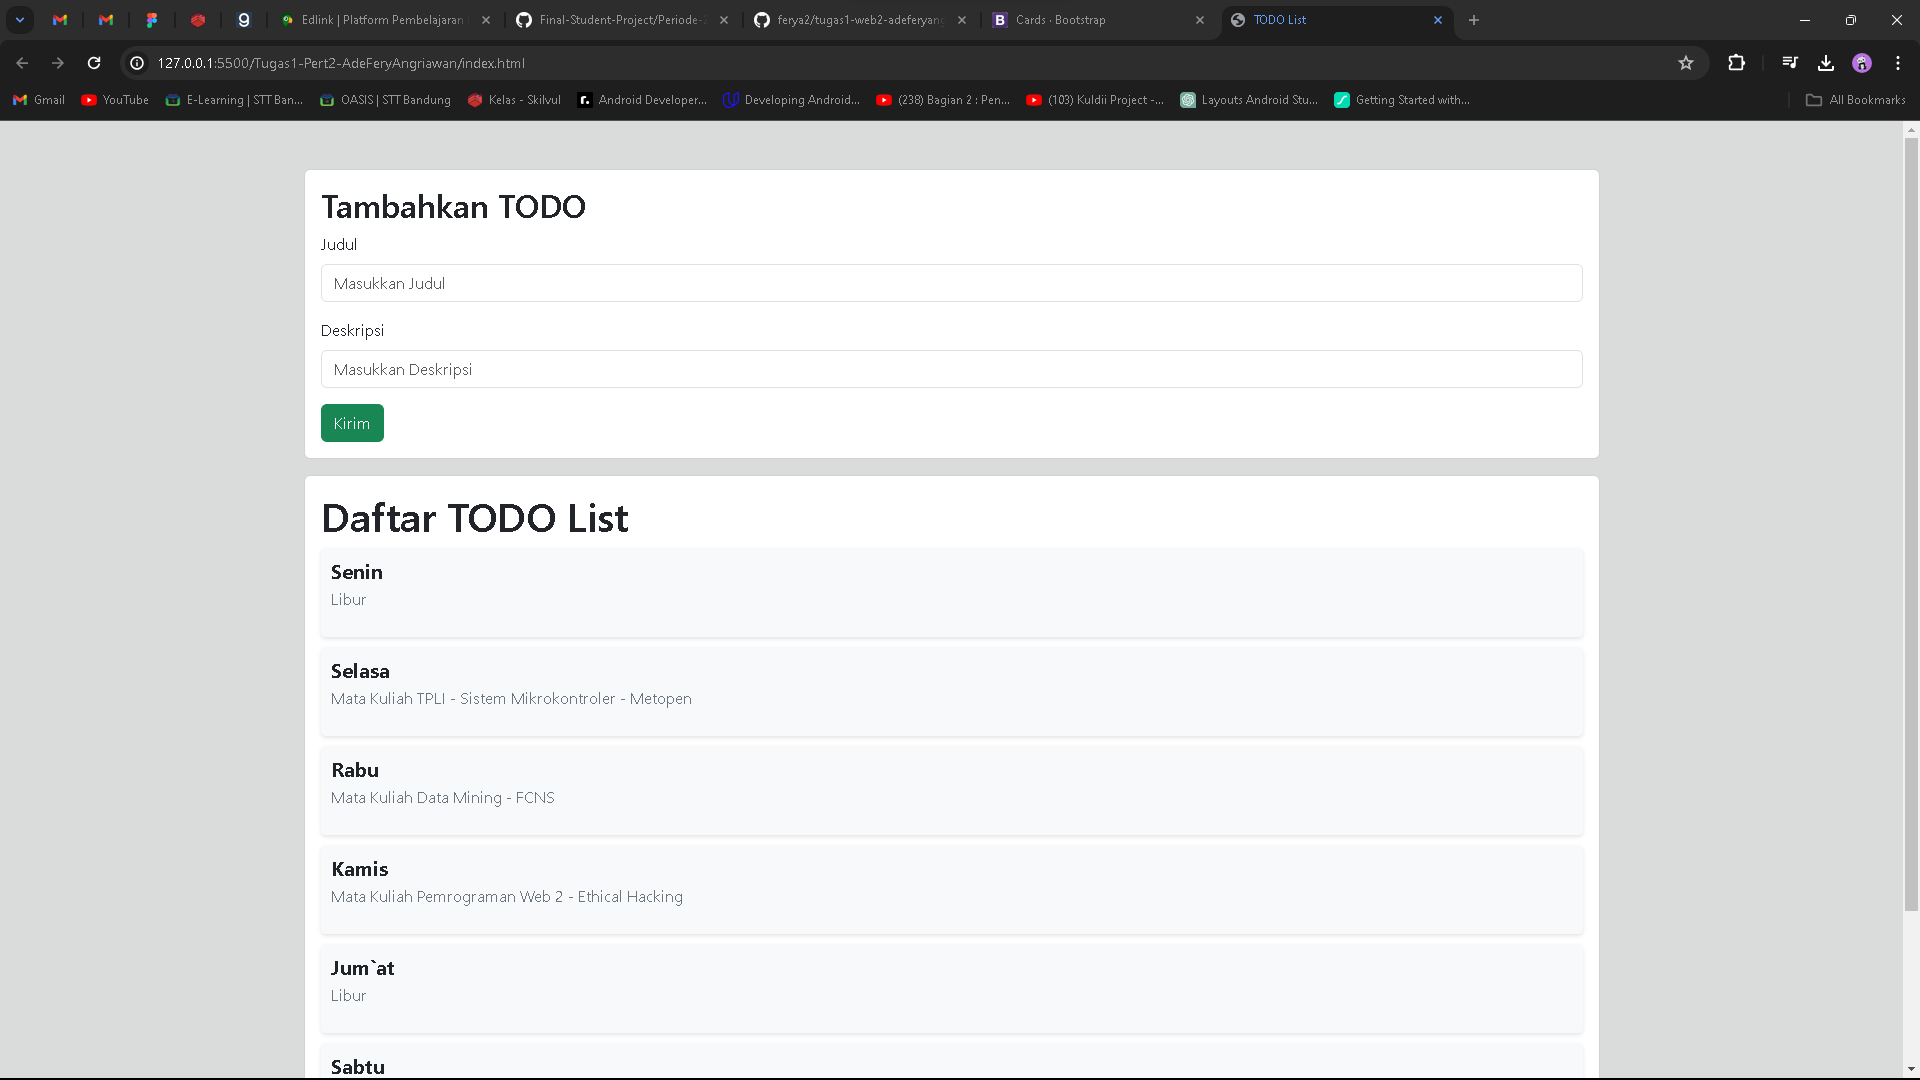 Edlink | Platform Pembelajaran
Final-Student-Project/Periode-2
ferya2/tugas1-web2-adeferyang
Cards · Bootstrap
TODO List
127.0.0.1:5500/Tugas1-Pert2-AdeFeryAngriawan/index.html
Gmail
YouTube
E-Learning | STT Ban...
OASIS | STT Bandung
Kelas - Skilvul
Android Developer...
Developing Android...
(238) Bagian 2 : Pen...
(103) Kuldii Project -...
Layouts Android Stu...
Getting Started with...
All Bookmarks
Tambahkan TODO
Judul
Masukkan Judul
Deskripsi
Masukkan Deskripsi
Kirim
Daftar TODO List
Senin
Libur
Selasa
Mata Kuliah TPLI - Sistem Mikrokontroler - Metopen
Rabu
Mata Kuliah Data Mining - FCNS
Kamis
Mata Kuliah Pemrograman Web 2 - Ethical Hacking
Jum`at
Libur
Sabtu